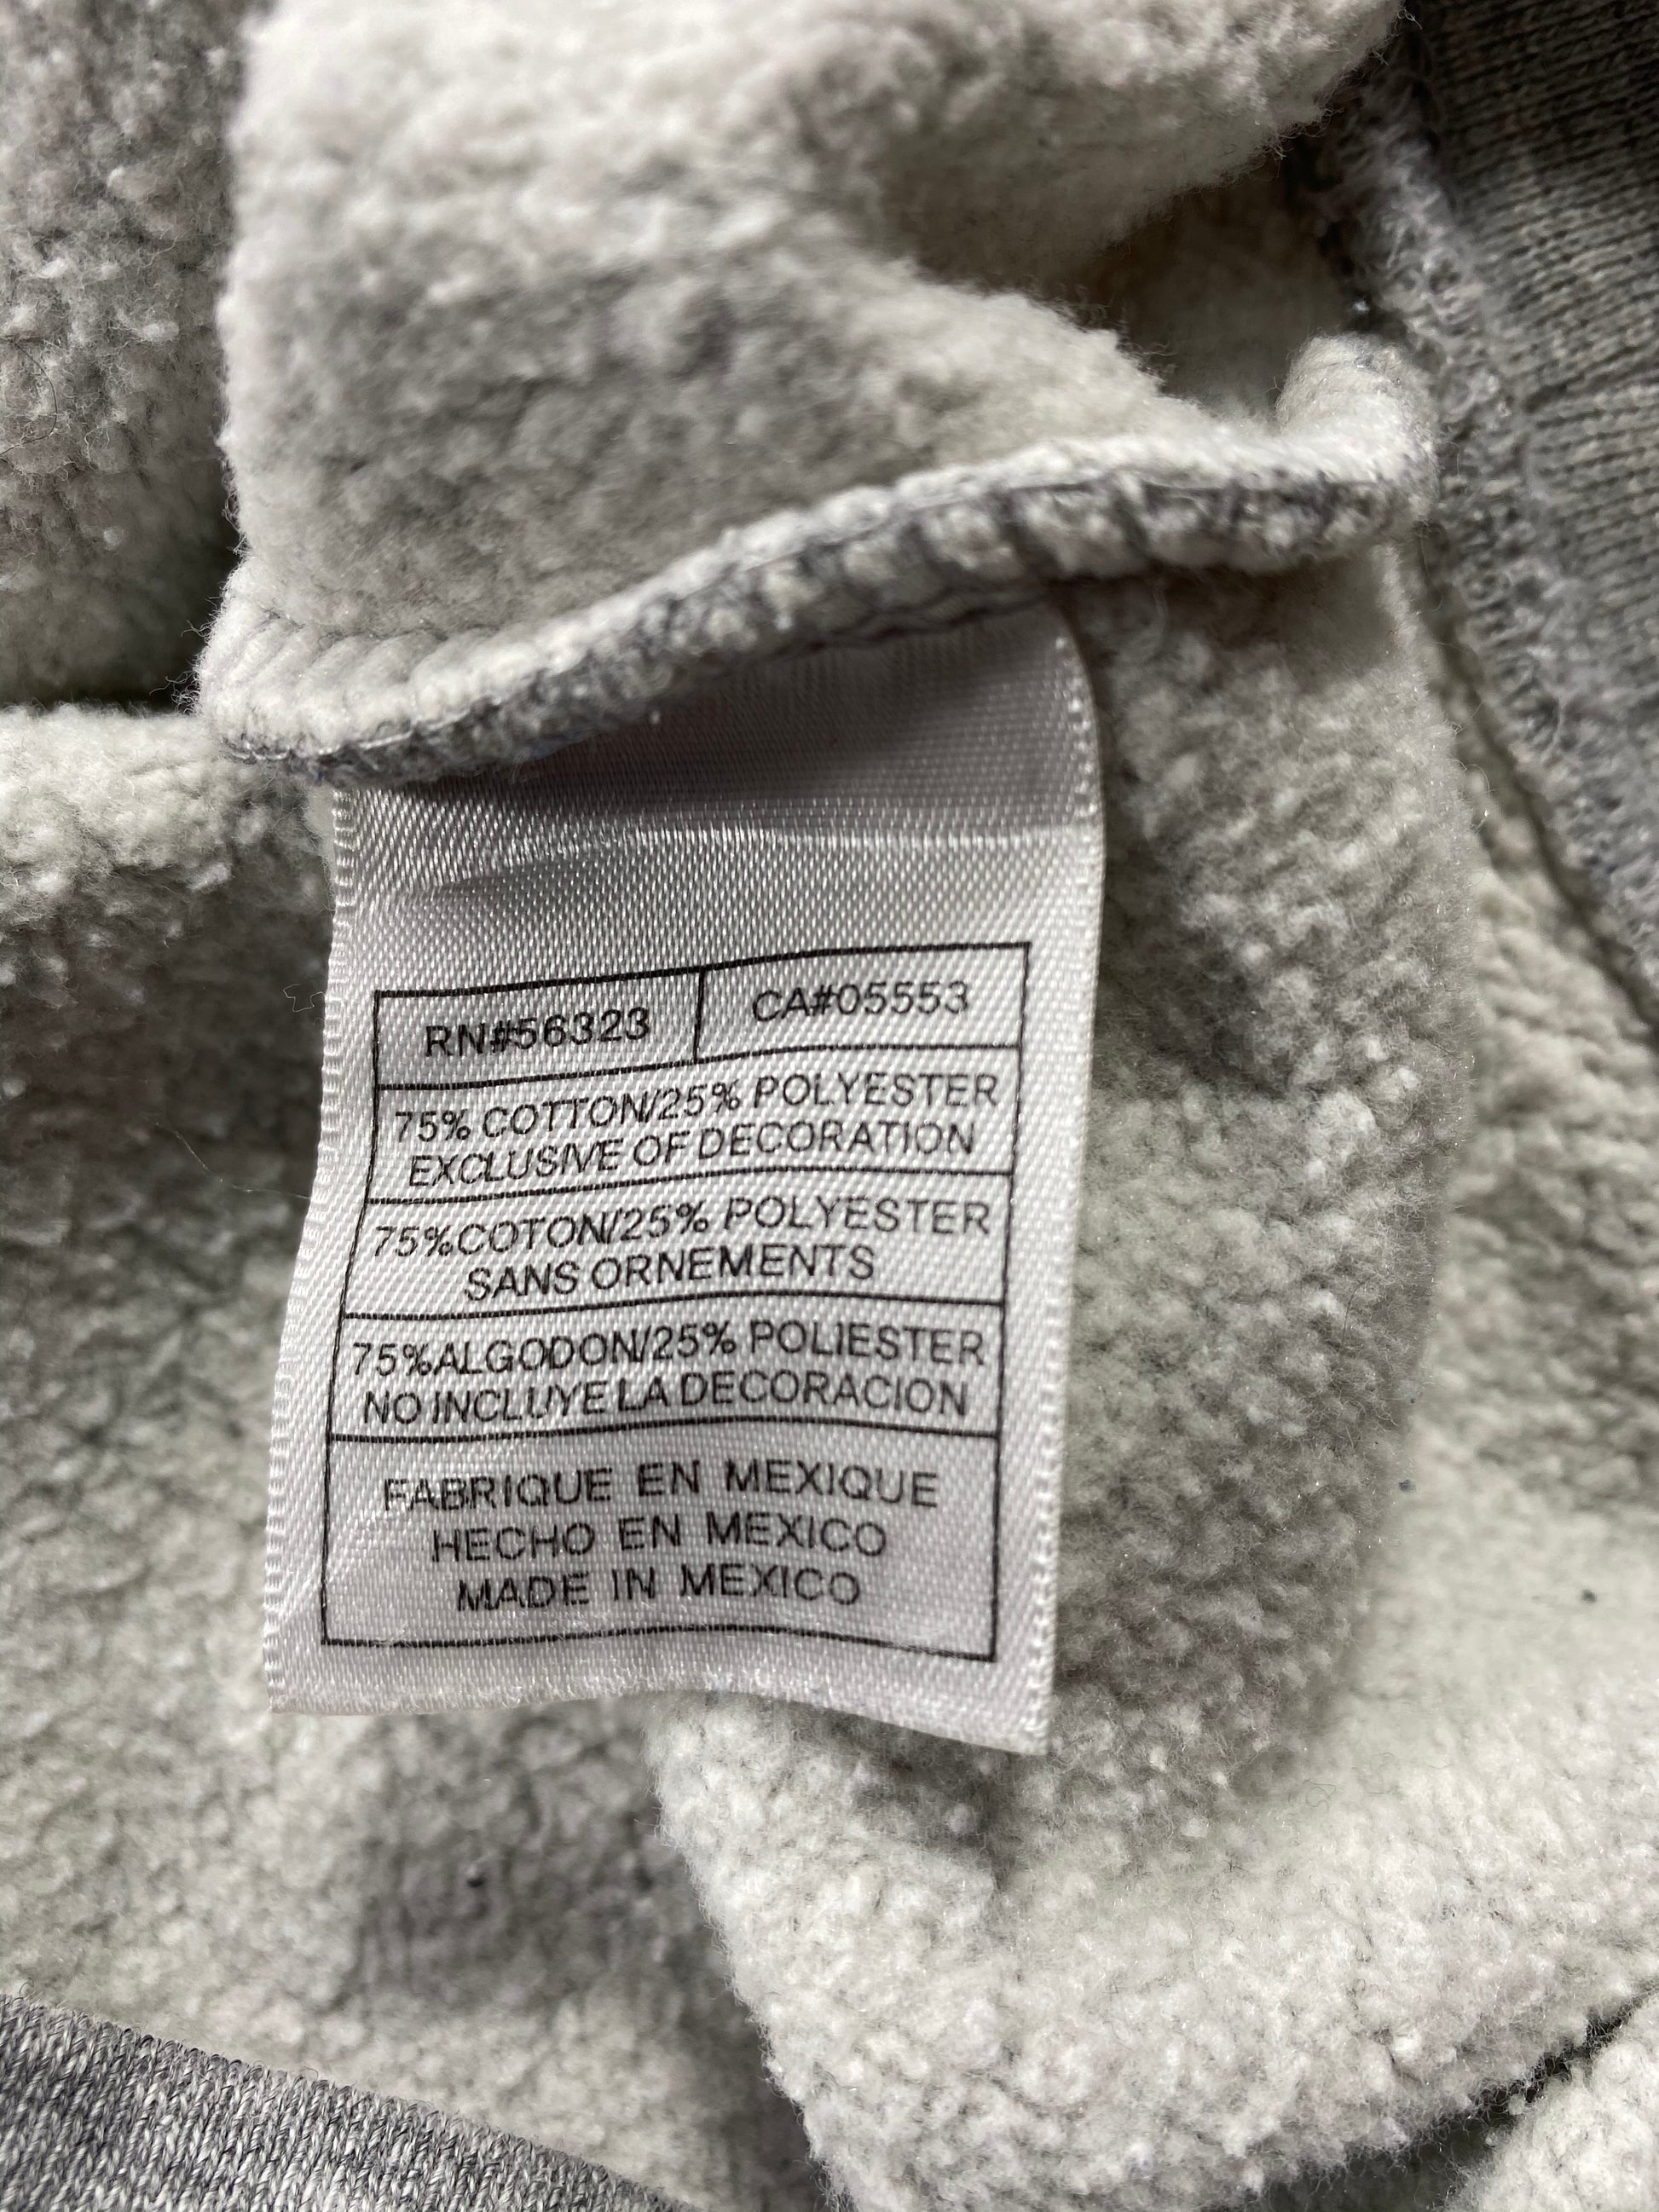 RN#56323 CA#05553
75% COTTON/25% POLYESTER
EXCLUSIVE OF DECORATION
75%COTON/25% POLYESTER
SANS ORNEMENTS
75%ALGODON/25% POLIESTER
NO INCLUYE LA DECORACION
FABRIQUE EN MEXIQUE
HECHO EN MEXICO
MADE IN MEXICO